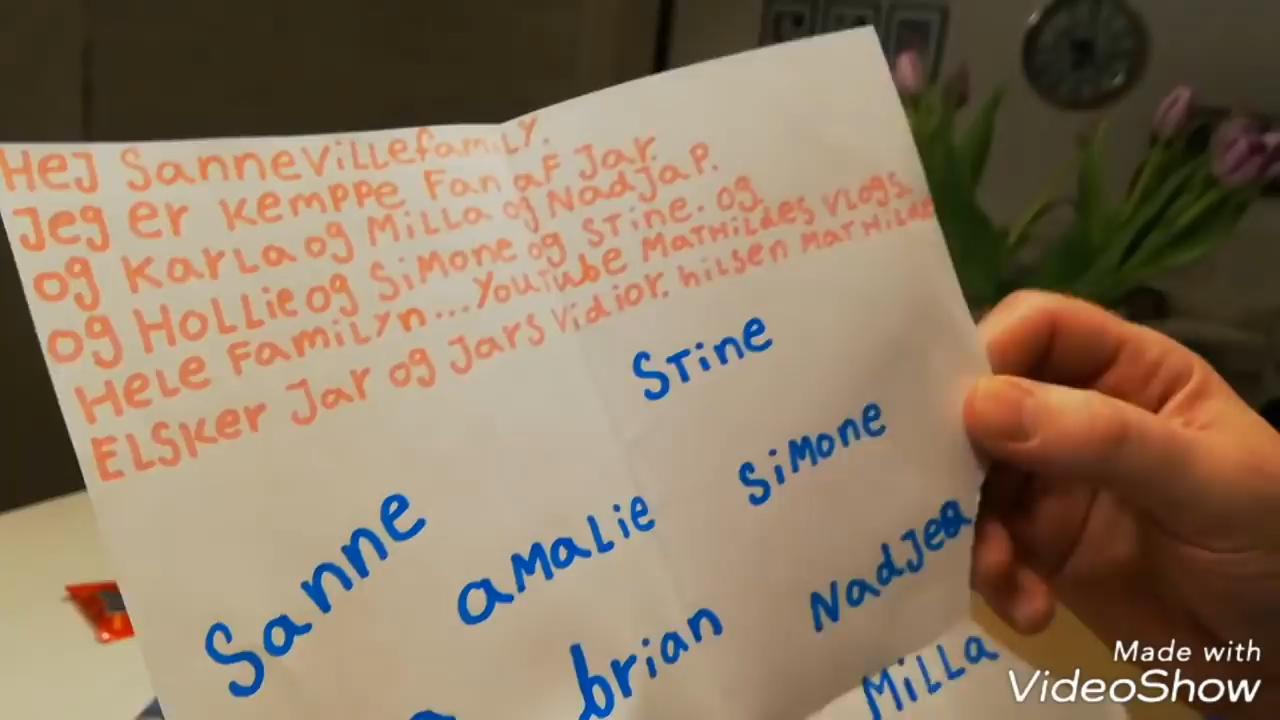 Hej Sannevillefamily.
Jeg er kemppe Fan af Jar.
og Karla og Milla og Nadjap.
og Hollie og Simone og Stine. og
Hele Familyn... YouTube Mathildes vlogs.
Elsker Jar og Jars vidior. hilsen Mathilde
Stine
Simone
Sanne
amalie
Nadjea
brian
Milla
Made with
VideoShow